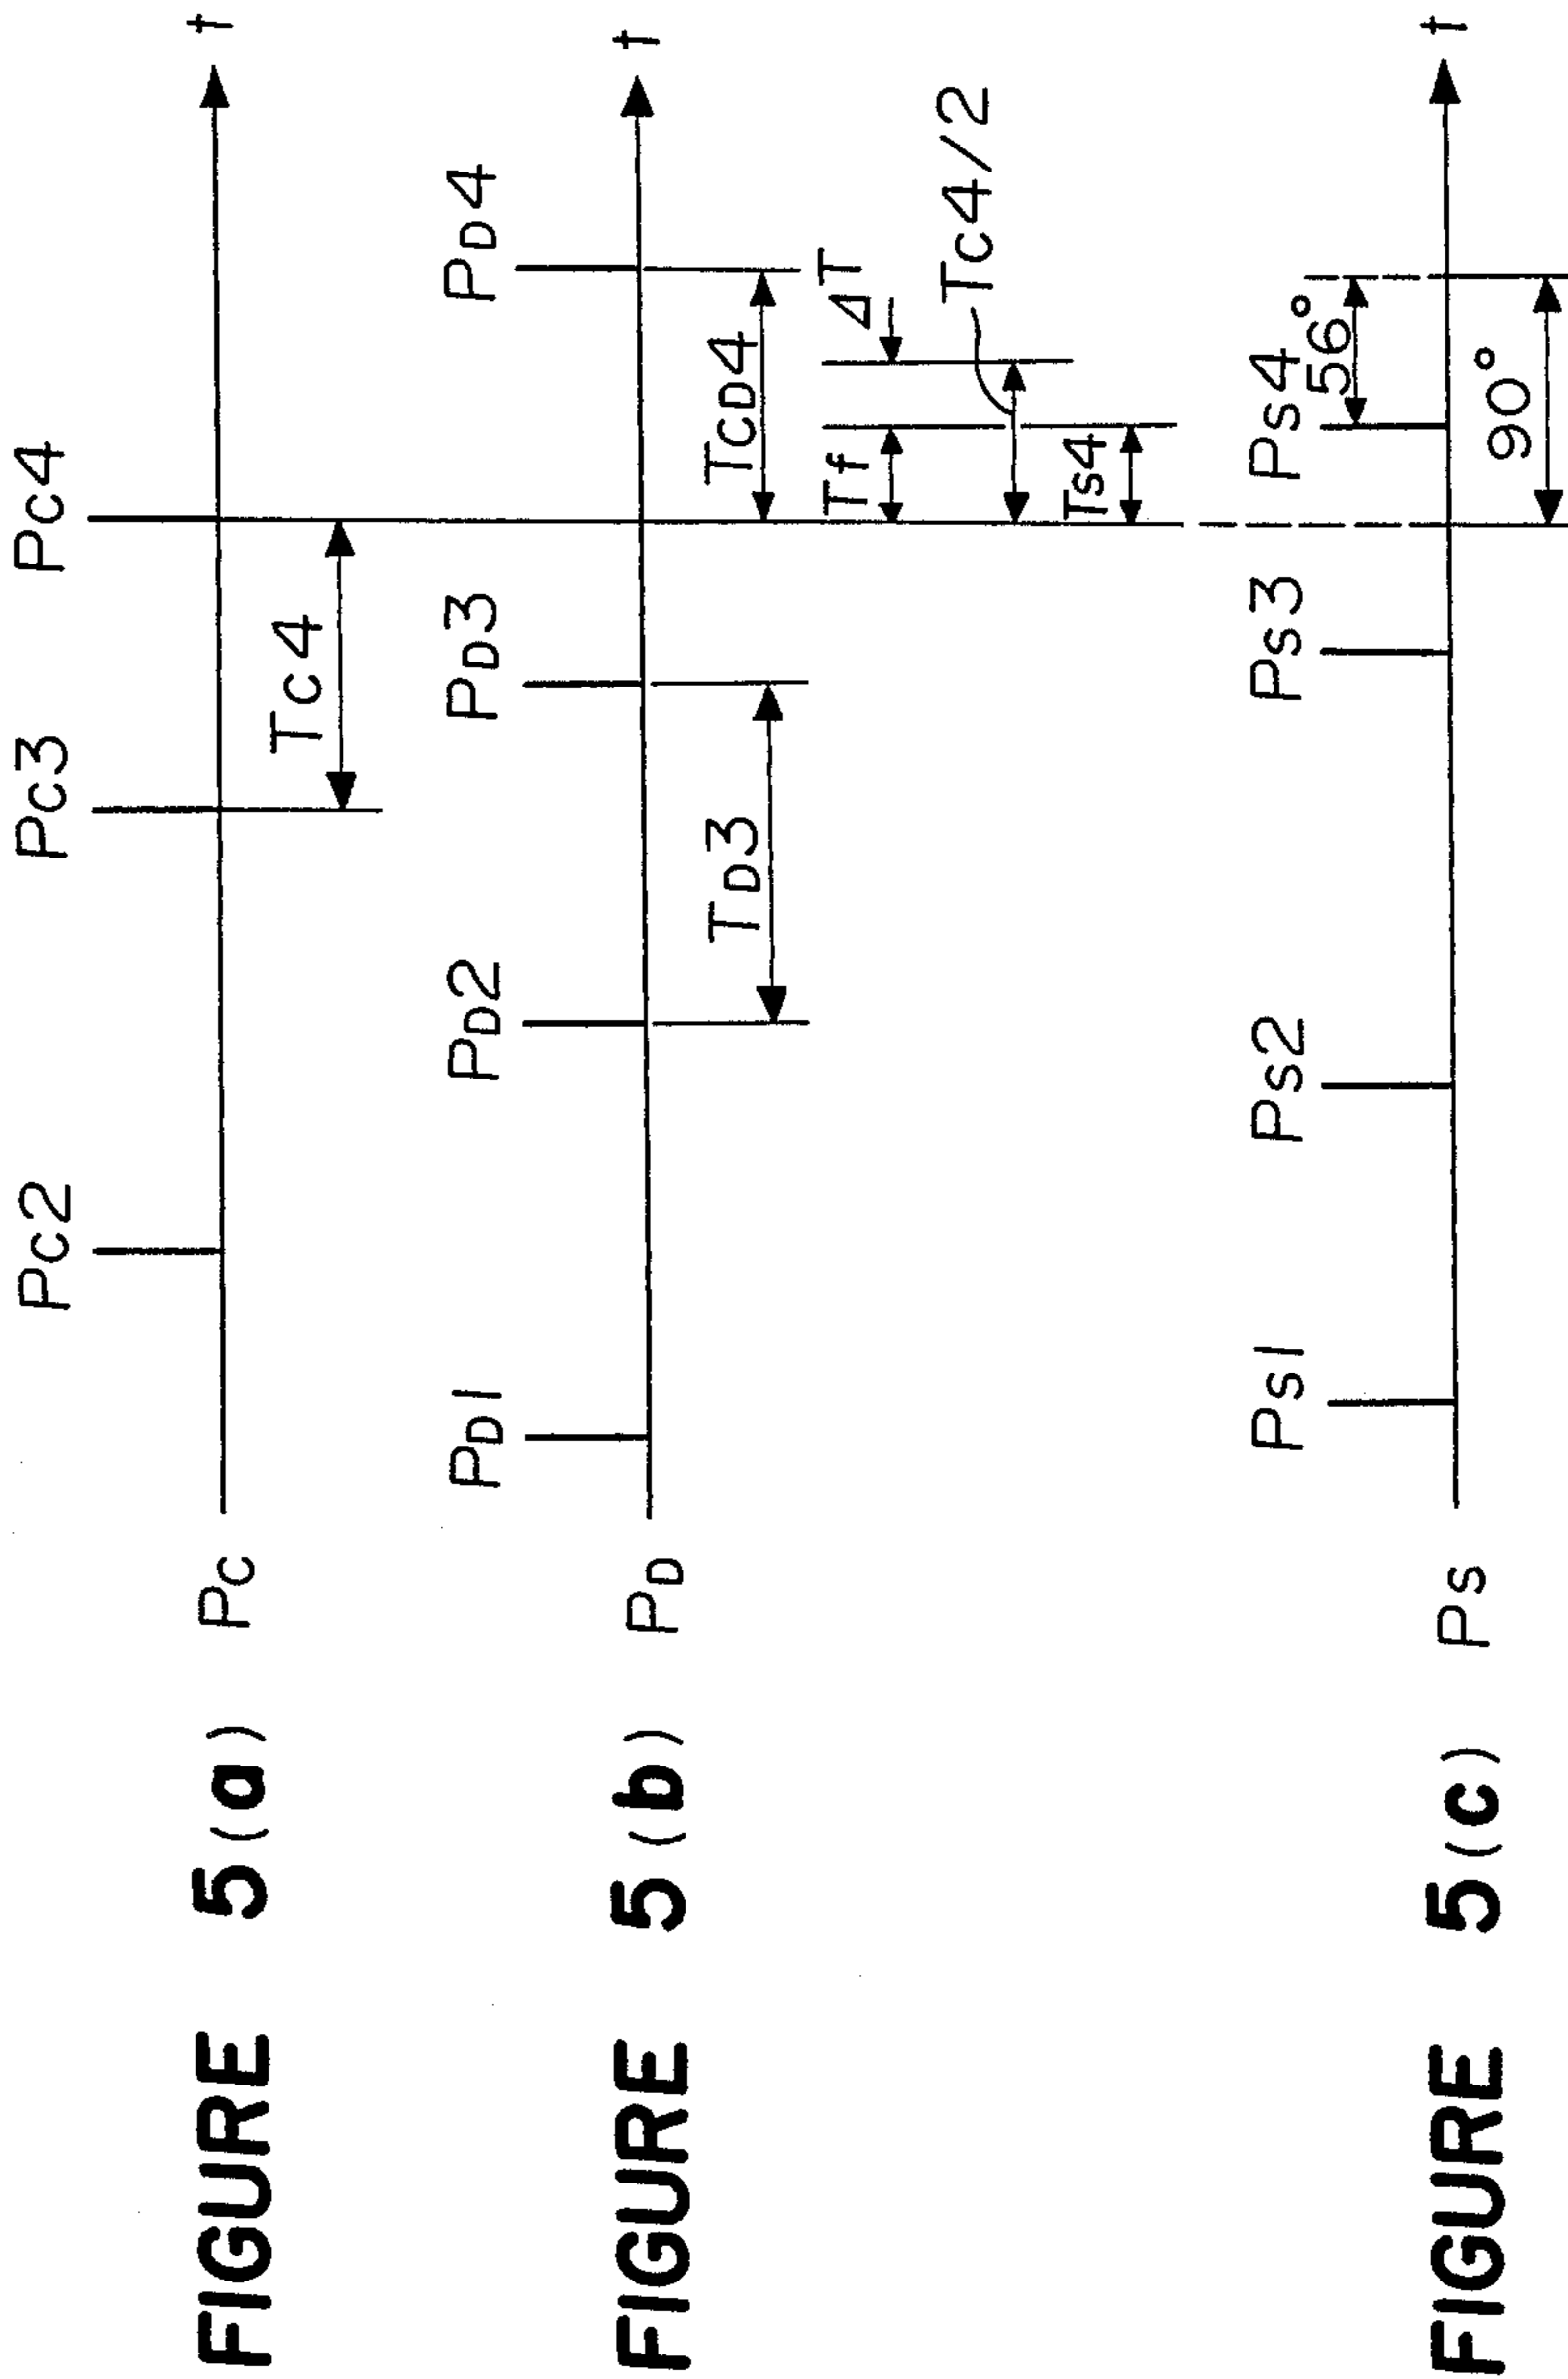 FIGURE 5(a) Pc
Pc2 Pc3 Pc4
Tc4
t
FIGURE 5(b) PD
PD1 PD2 PD3 PD4
TD3 TCD4
t
Tf ΔT
Tc4/2
Ts4
FIGURE 5(c) Ps
Ps1 Ps2 Ps3 Ps4
56°
t
90°